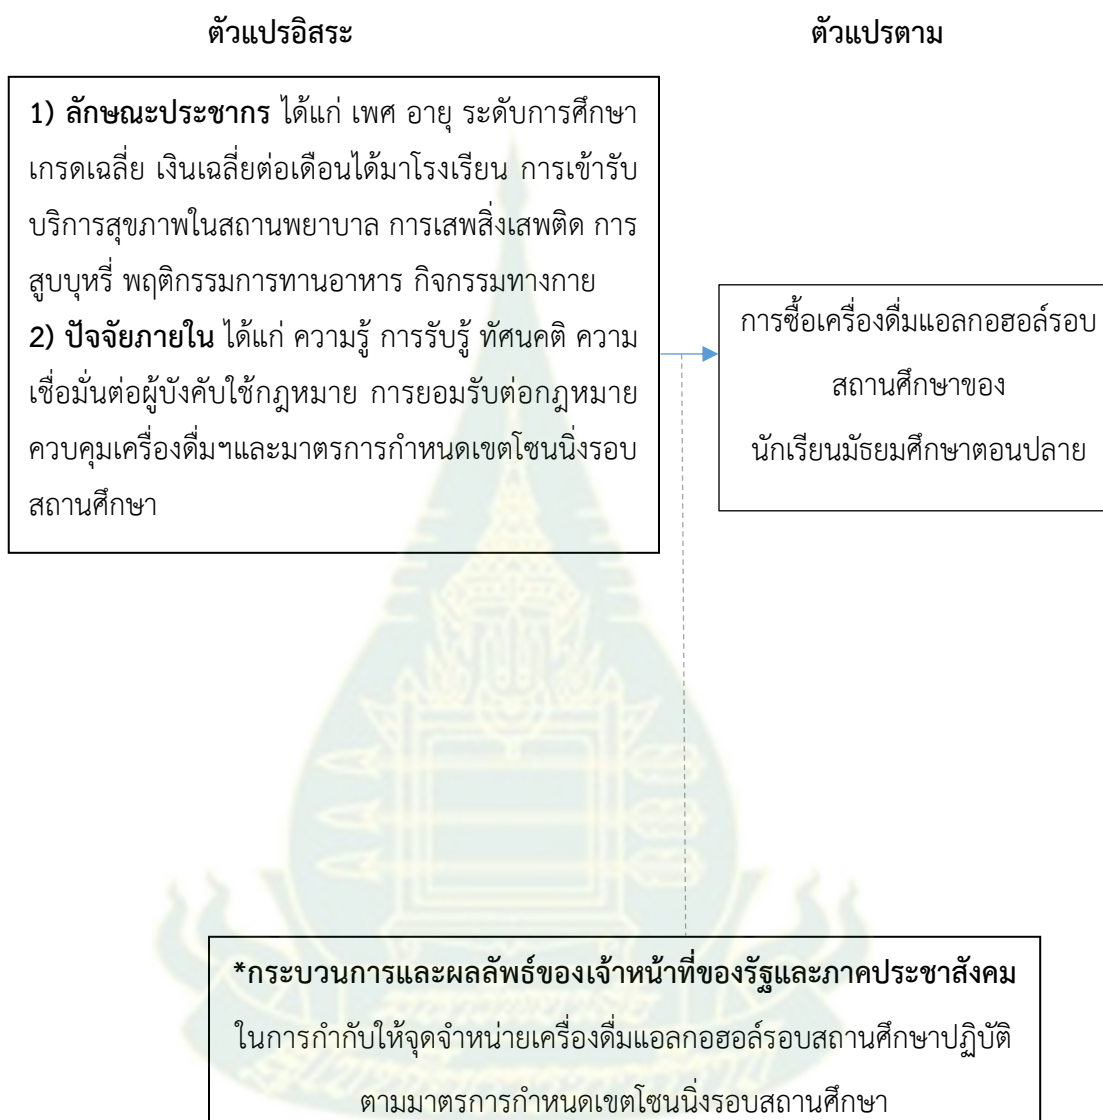 ตัวแปรอิสระ
ตัวแปรตาม
1) ลักษณะประชากร ได้แก่ เพศ อายุ ระดับการศึกษา
เกรดเฉลี่ย เงินเฉลี่ยต่อเดือนได้มาโรงเรียน การเข้ารับ
บริการสุขภาพในสถานพยาบาล การเสพสิ่งเสพติด การ
สูบบุหรี่ พฤติกรรมการทานอาหาร กิจกรรมทางกาย
2) ปัจจัยภายใน ได้แก่ ความรู้ การรับรู้ ทัศนคติ ความ
เชื่อมั่นต่อผู้บังคับใช้กฎหมาย การยอมรับต่อกฎหมาย
ควบคุมเครื่องดื่มฯและมาตรการกำหนดเขตโซนนิ่งรอบ
สถานศึกษา
การซื้อเครื่องดื่มแอลกอฮอล์รอบ
สถานศึกษาของ
นักเรียนมัธยมศึกษาตอนปลาย
*กระบวนการและผลลัพธ์ของเจ้าหน้าที่ของรัฐและภาคประชาสังคม
ในการกำกับให้จุดจำหน่ายเครื่องดื่มแอลกอฮอล์รอบสถานศึกษาปฏิบัติ
ตามมาตรการกำหนดเขตโซนนิ่งรอบสถานศึกษา